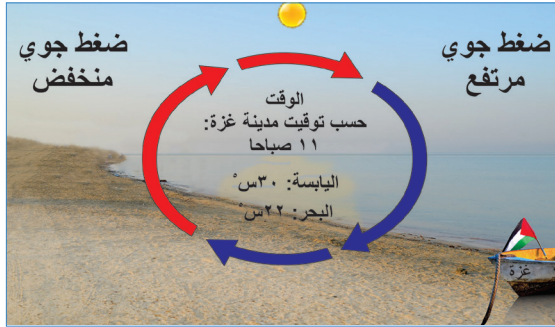 ضغط جوي
مرتفع
ضغط جوي
منخفض
الوقت
حسب توقيت مدينة غزة:
١١ صباحا
اليابسة: ٣٠س°
البحر: ٢٢س°
غزة